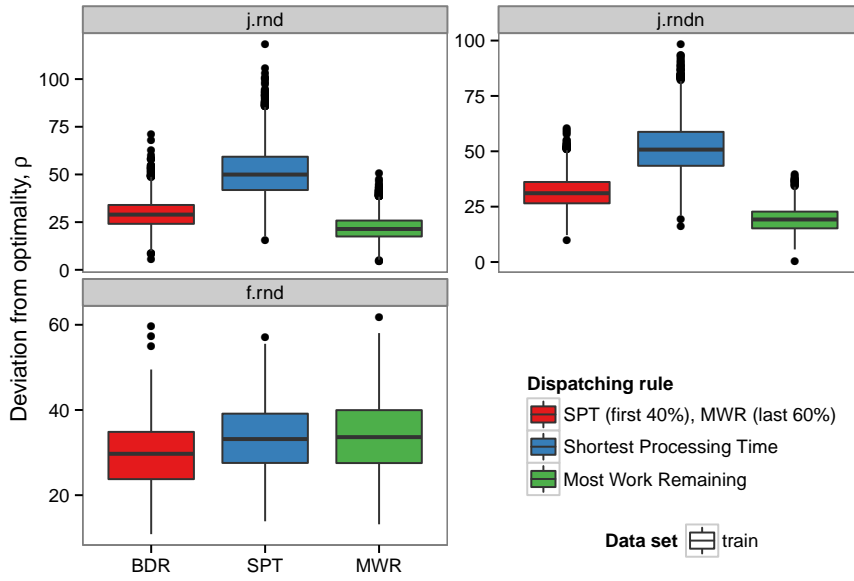 j.rnd
100
75
50
25
0
j.rndn
100
75
50
25
0
f.rnd
60
40
20
BDR SPT MWR
Deviation from optimality, ρ
Dispatching rule
SPT (first 40%), MWR (last 60%)
Shortest Processing Time
Most Work Remaining
Data set train